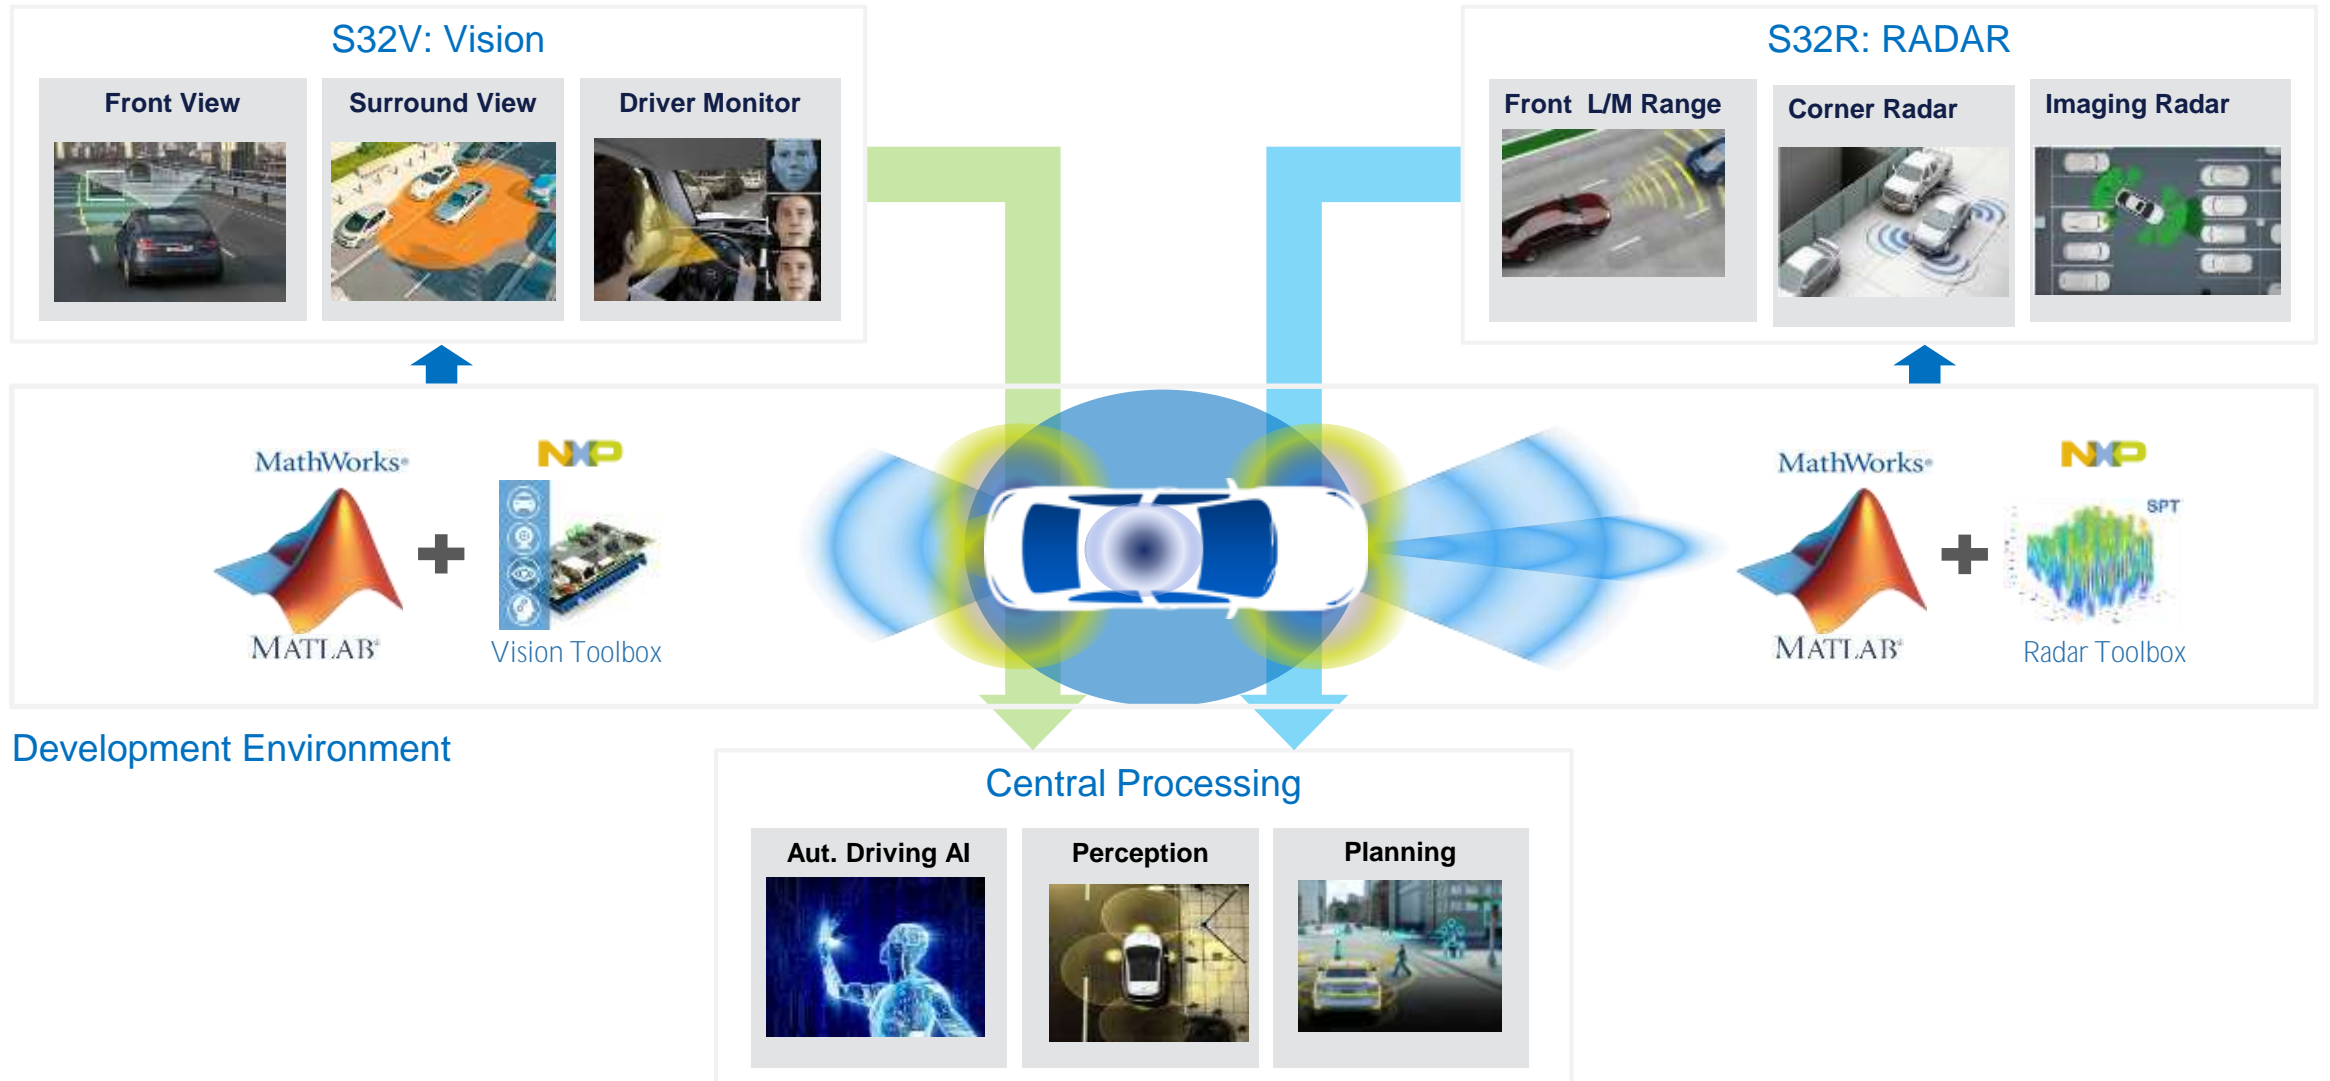 S32V: Vision
Front View
Surround View
Driver Monitor
S32R: RADAR
Front L/M Range
Corner Radar
Imaging Radar
MathWorks®
MATLAB®
NXP
Vision Toolbox
MathWorks®
MATLAB®
NXP
SPT
Radar Toolbox
Development Environment
Central Processing
Aut. Driving AI
Perception
Planning